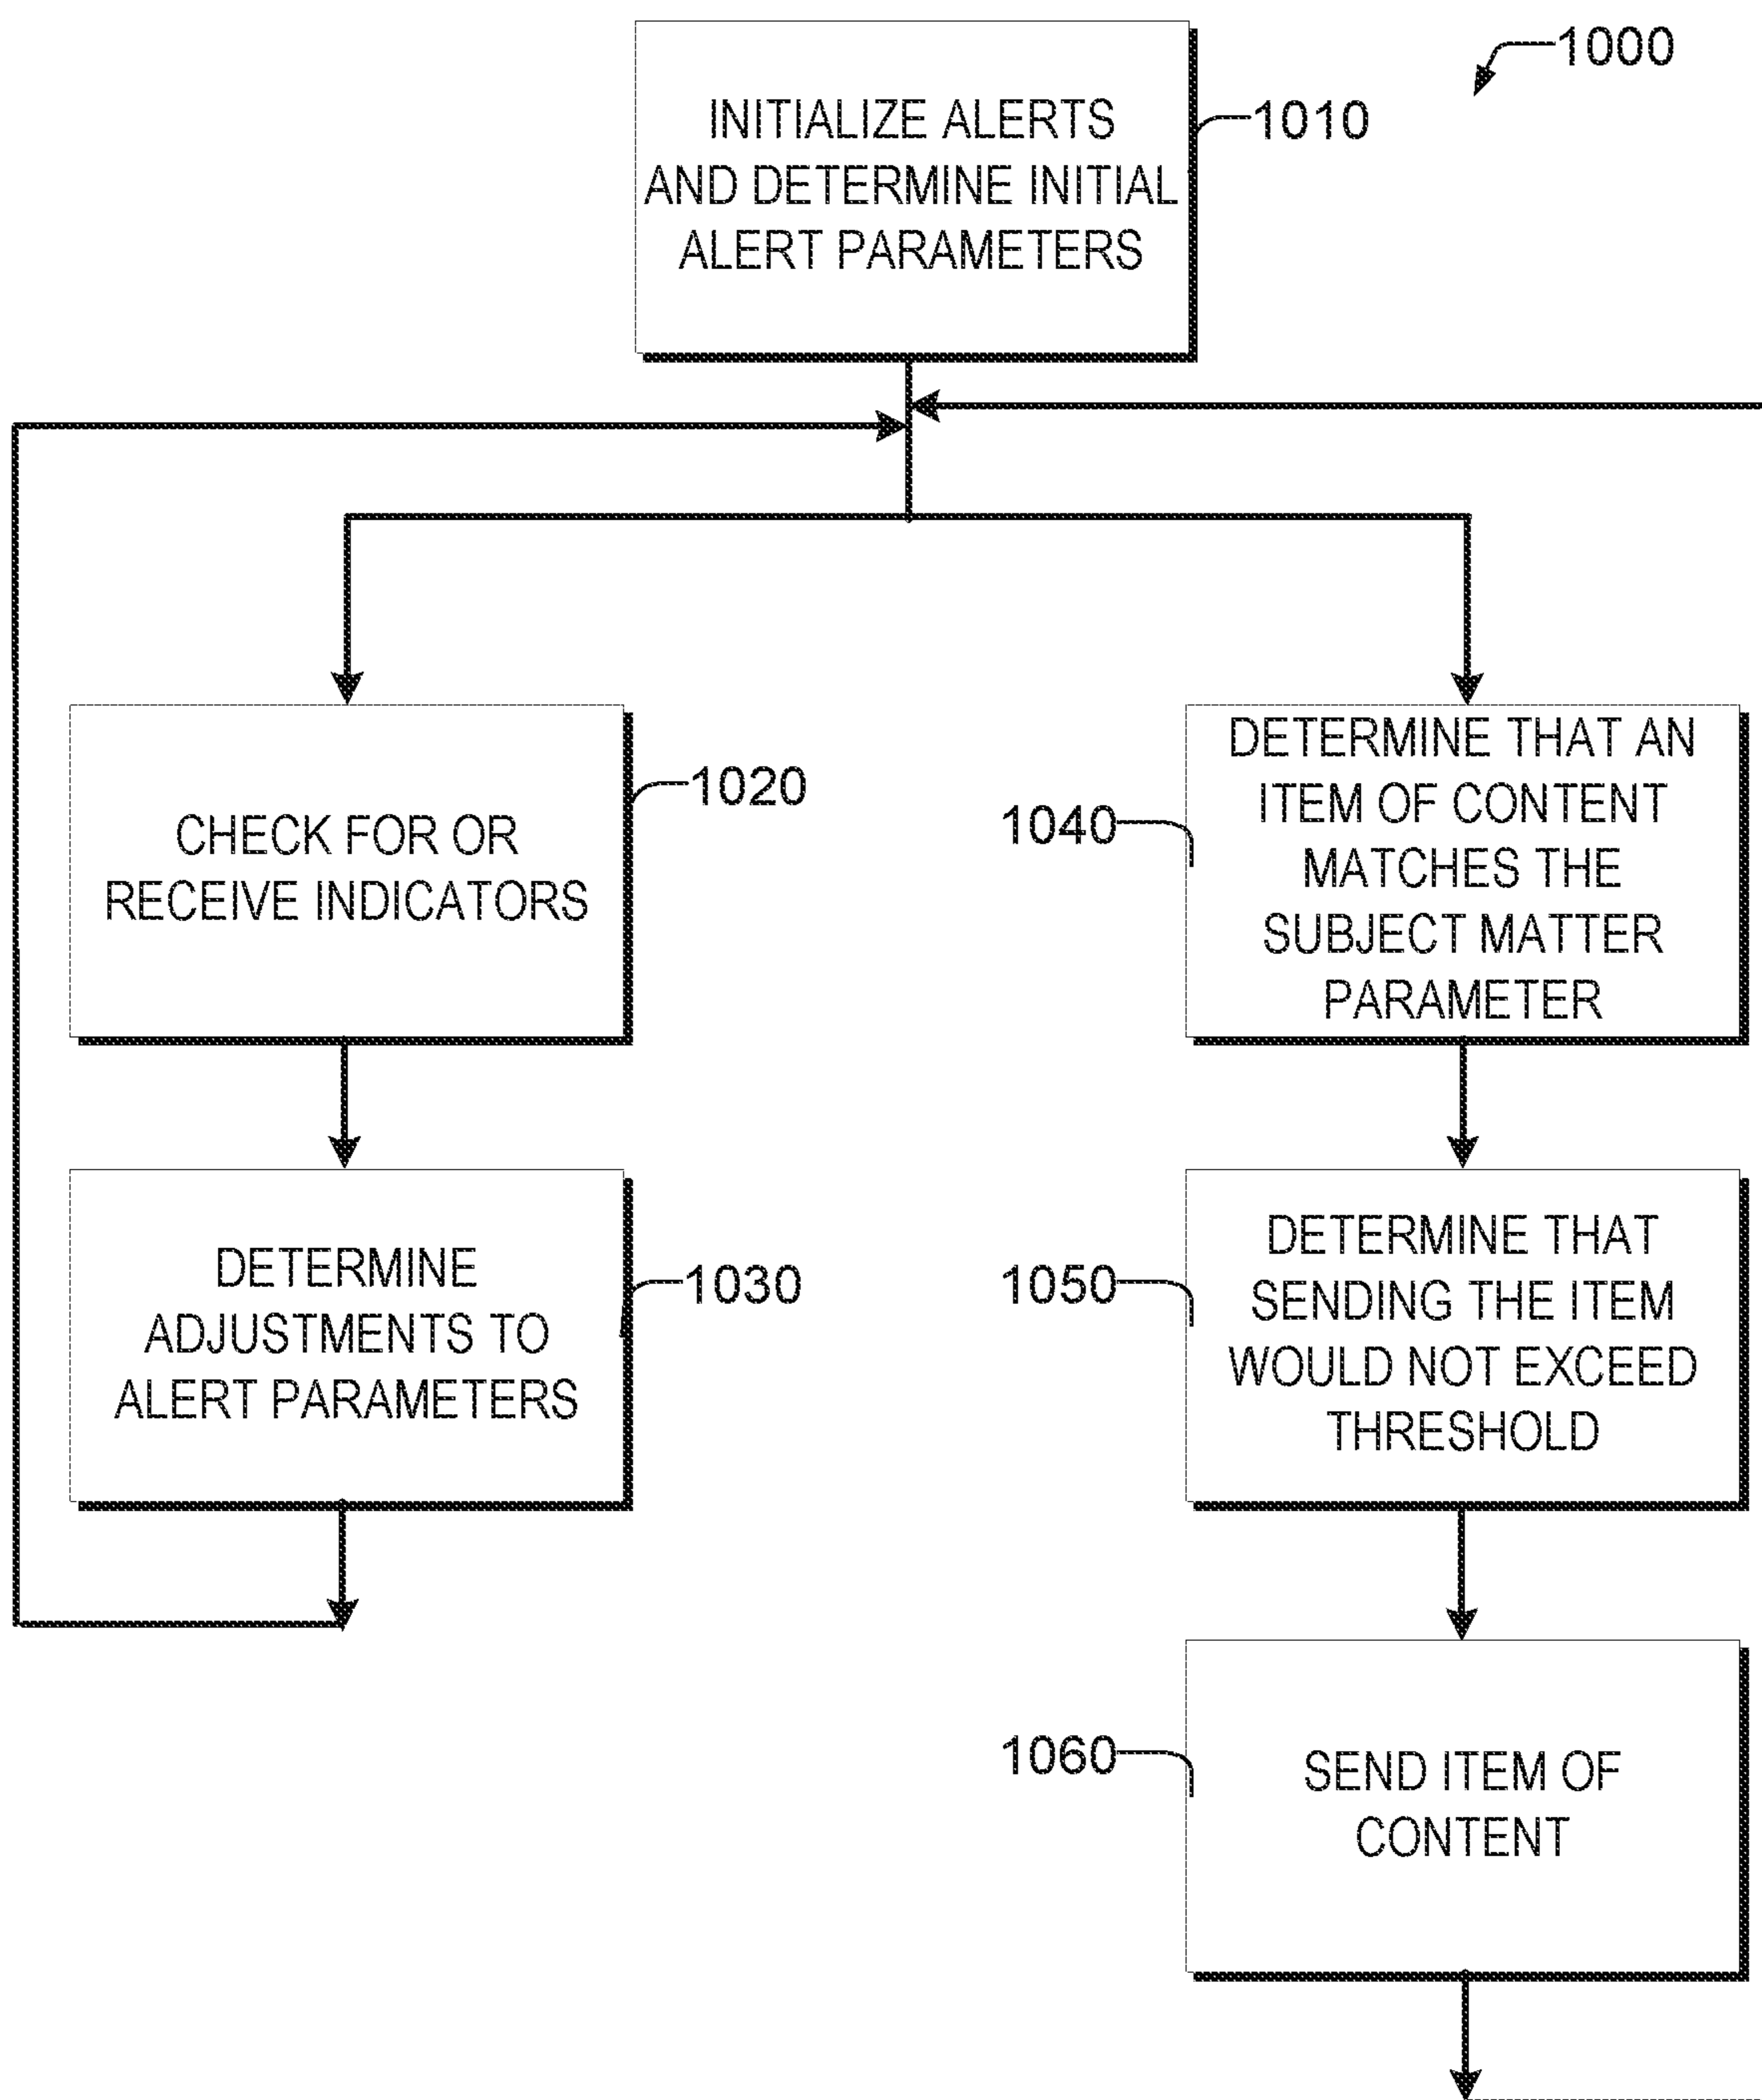 1000
INITIALIZE ALERTS
AND DETERMINE INITIAL
ALERT PARAMETERS
1010
CHECK FOR OR
RECEIVE INDICATORS
1020
DETERMINE THAT AN
ITEM OF CONTENT
MATCHES THE
SUBJECT MATTER
PARAMETER
1040
DETERMINE
ADJUSTMENTS TO
ALERT PARAMETERS
1030
DETERMINE THAT
SENDING THE ITEM
WOULD NOT EXCEED
THRESHOLD
1050
SEND ITEM OF
CONTENT
1060